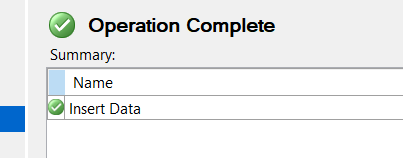 Operation Complete
Summary:
Name
Insert Data